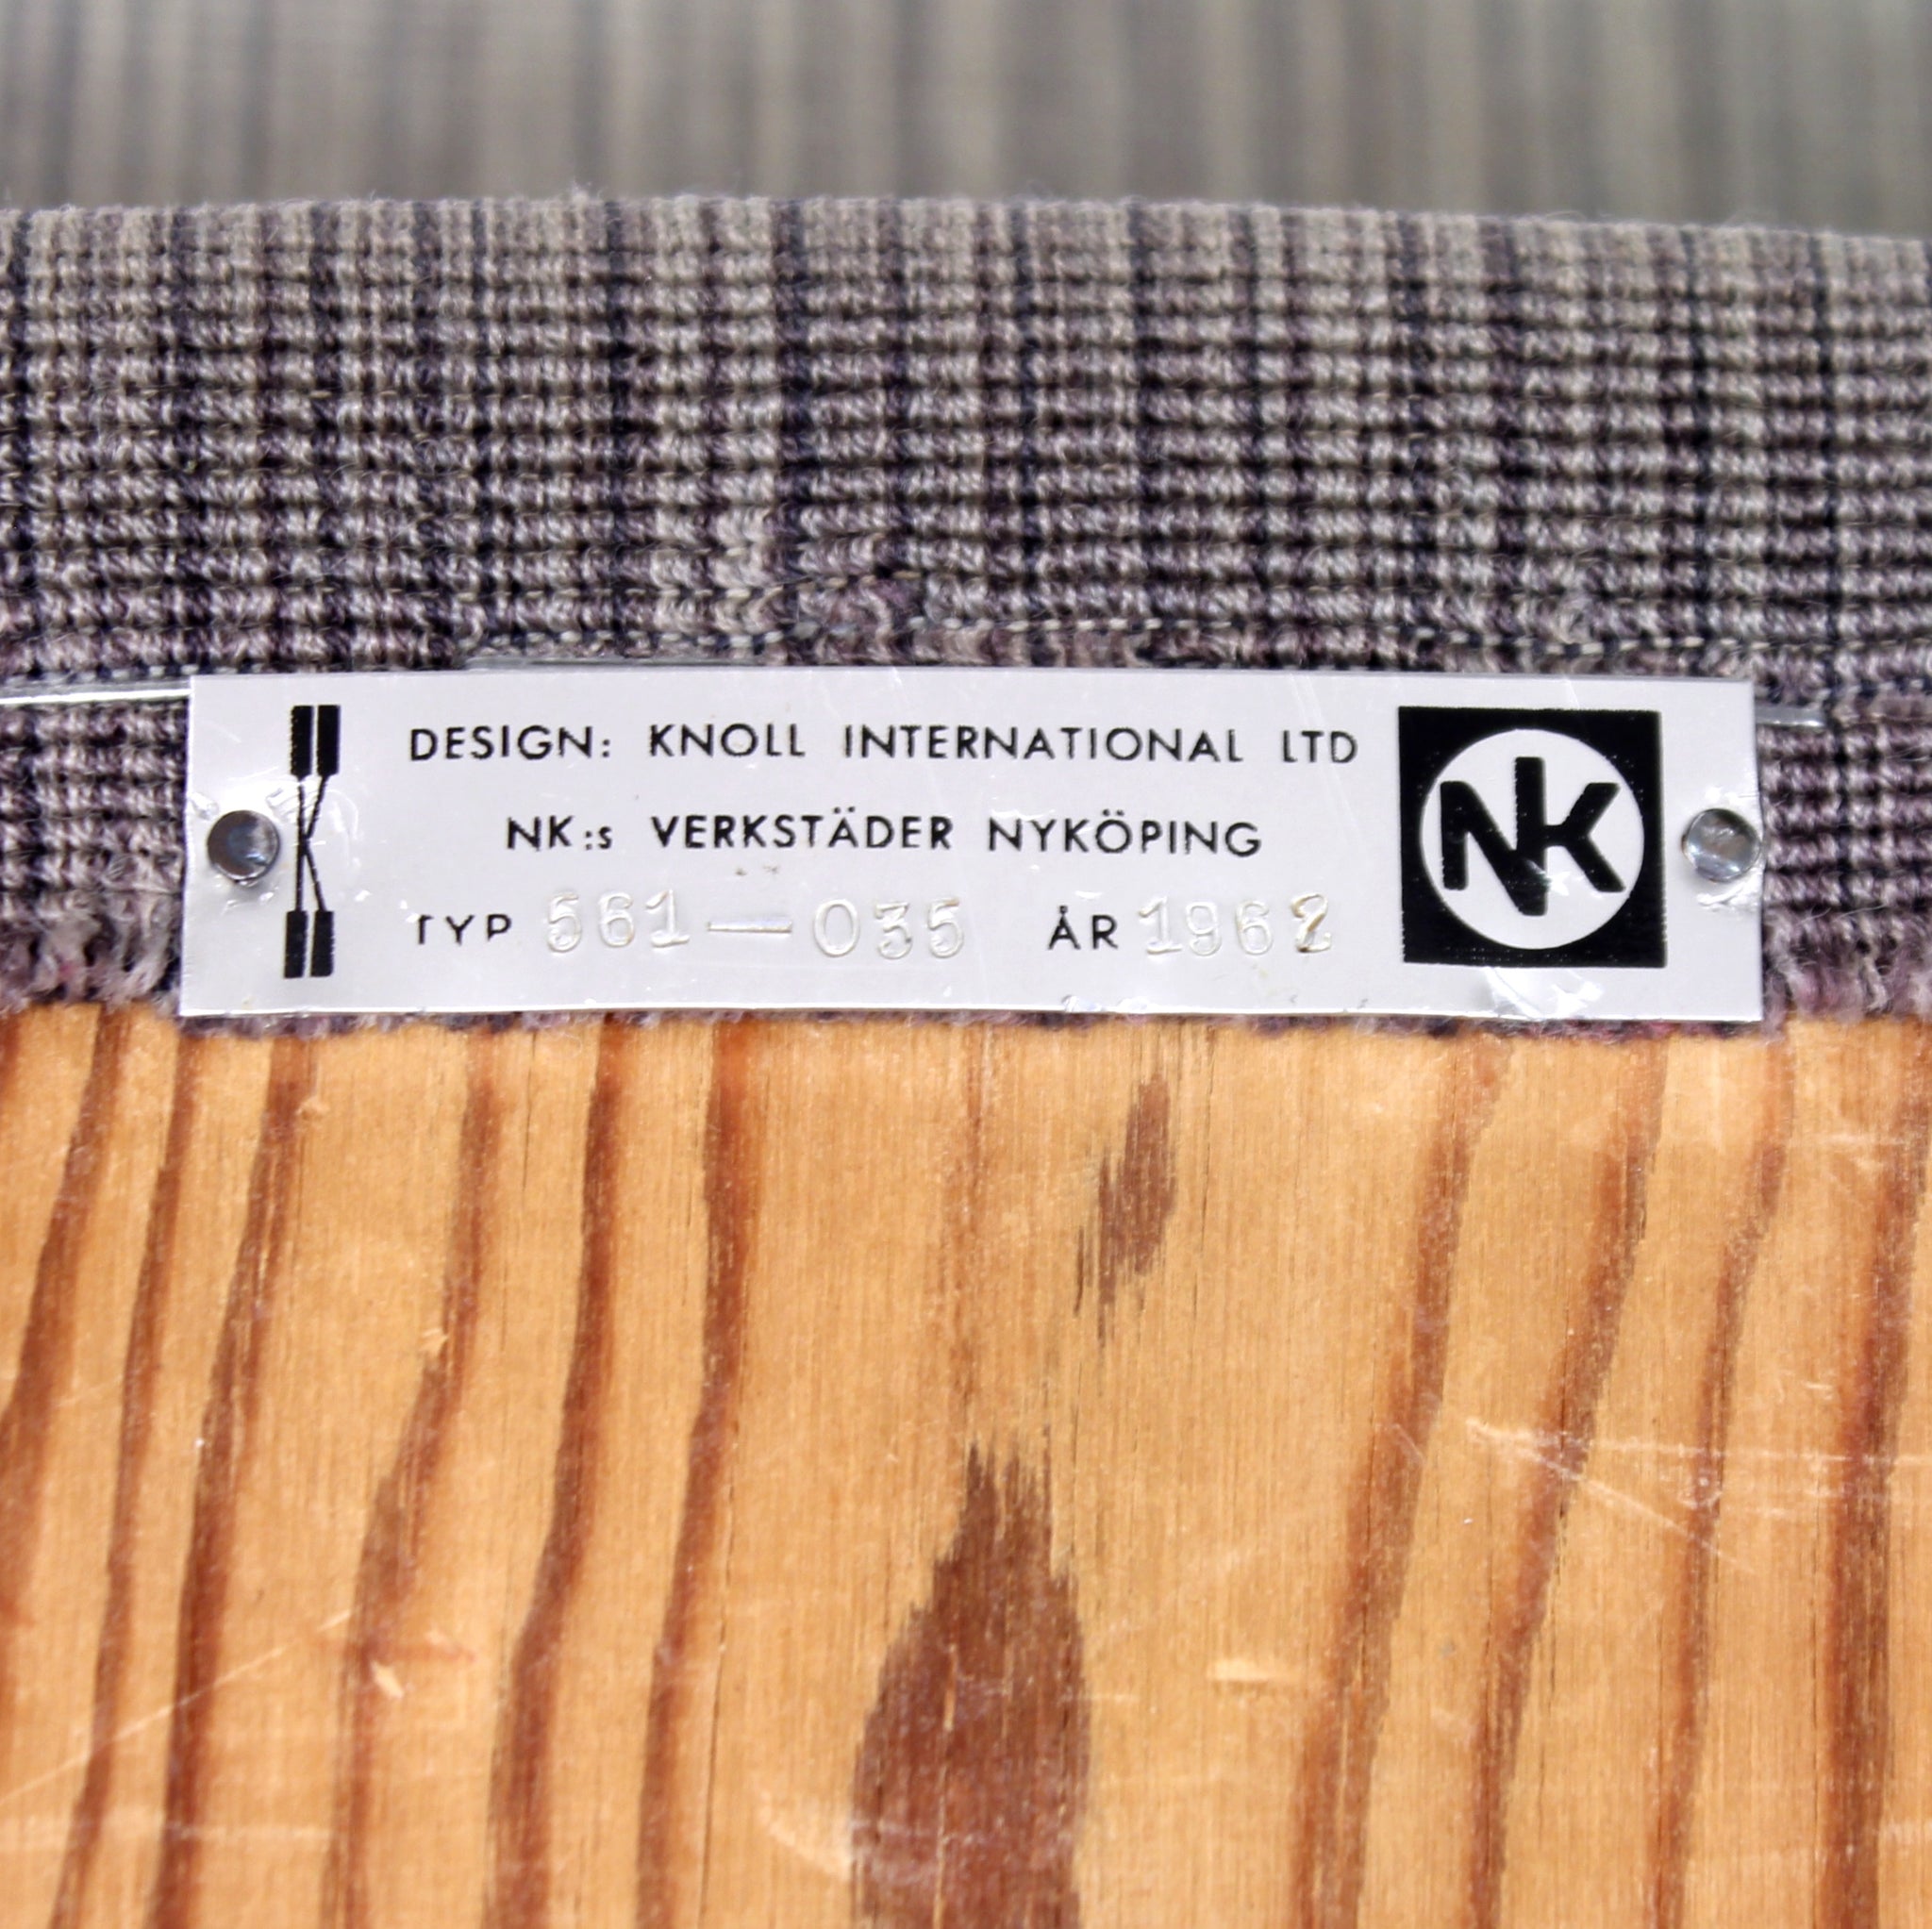 DESIGN: KNOLL INTERNATIONAL LTD
NK:s VERKSTÄDER NYKÖPING
TYP 561—035 ÅR 1962
NK